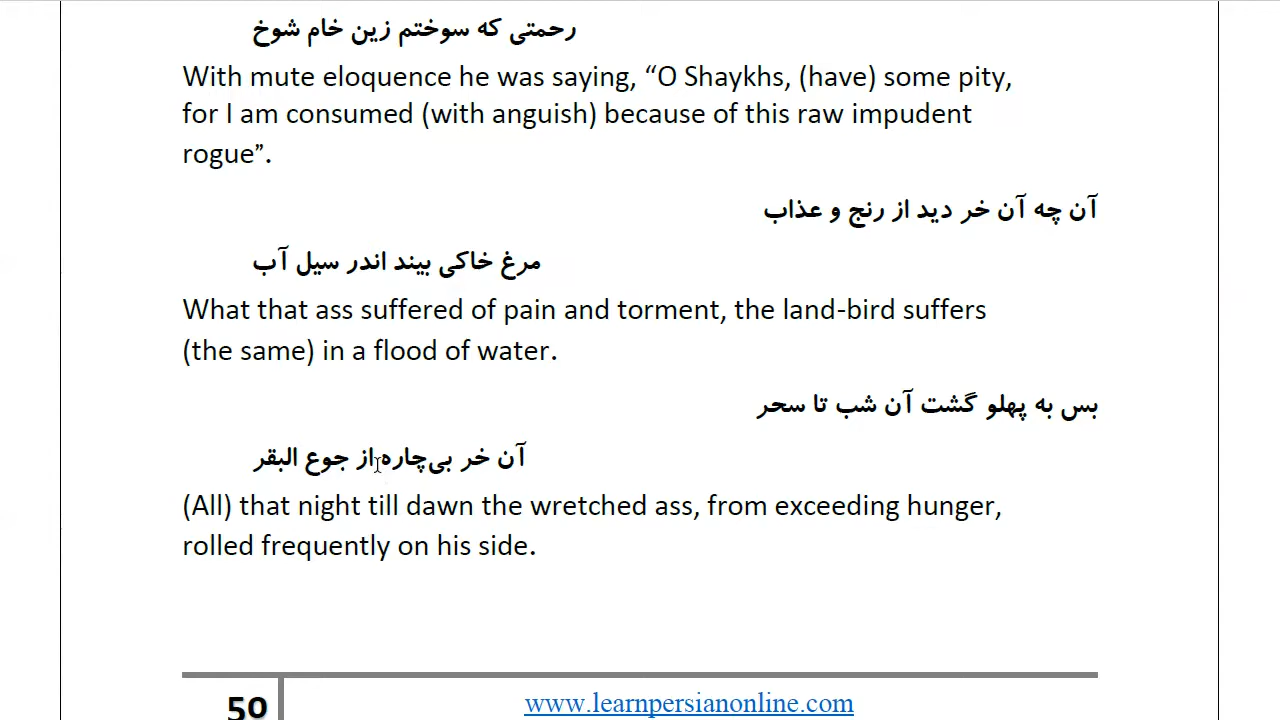 رحمتی که سوختم زین خام شوخ
With mute eloquence he was saying, “O Shaykhs, (have) some pity,
for I am consumed (with anguish) because of this raw impudent
rogue”.
آن چه آن خر دید از رنج و عذاب
مرغ خاکی بیند اندر سیل آب
What that ass suffered of pain and torment, the land-bird suffers
(the same) in a flood of water.
بس به پهلو گشت آن شب تا سحر
آن خر بی‌چاره از جوع البقر
(All) that night till dawn the wretched ass, from exceeding hunger,
rolled frequently on his side.
50
www.learnpersianonline.com